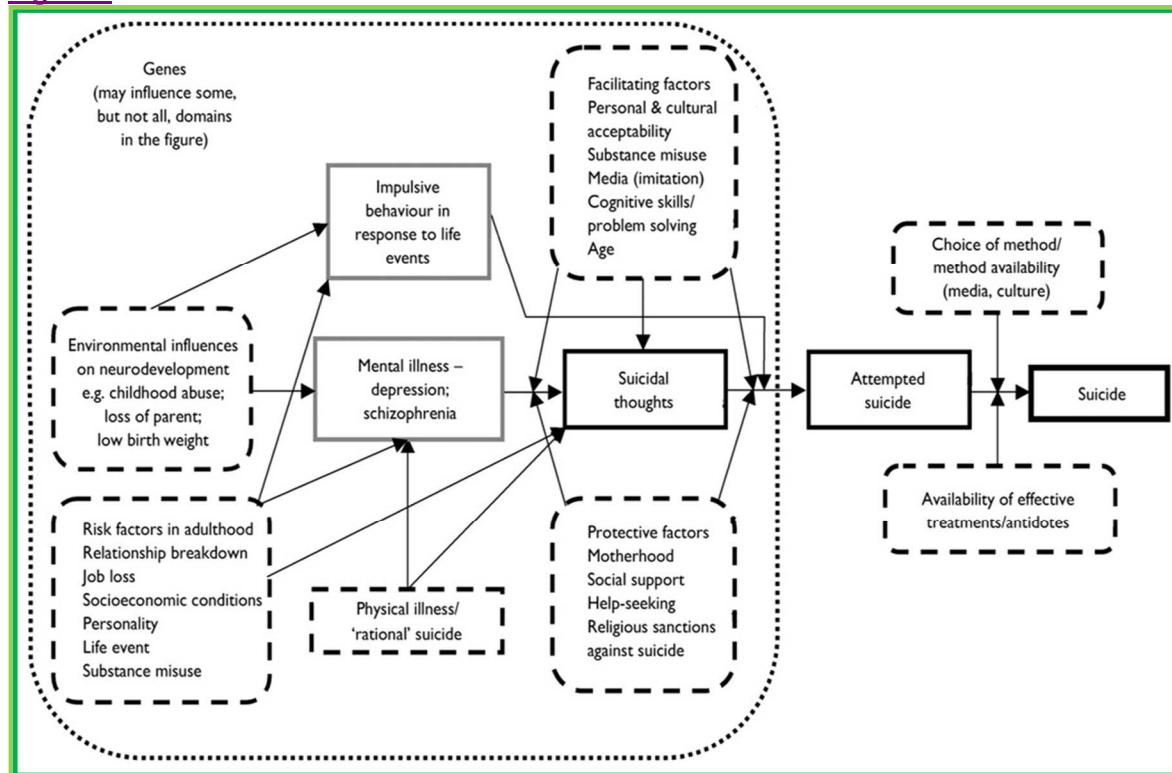 Genes
(may influence some,
but not all, domains
in the figure)
Facilitating factors
Personal & cultural
acceptability
Substance misuse
Media (imitation)
Cognitive skills/
problem solving
Age
Impulsive
behaviour in
response to life
events
Choice of method/
method availability
(media, culture)
Environmental influences
on neurodevelopment
e.g. childhood abuse;
loss of parent;
low birth weight
Mental illness –
depression;
schizophrenia
Suicidal
thoughts
Attempted
suicide
Suicide
Risk factors in adulthood
Relationship breakdown
Job loss
Socioeconomic conditions
Personality
Life event
Substance misuse
Physical illness/
‘rational’ suicide
Protective factors
Motherhood
Social support
Help-seeking
Religious sanctions
against suicide
Availability of effective
treatments/antidotes